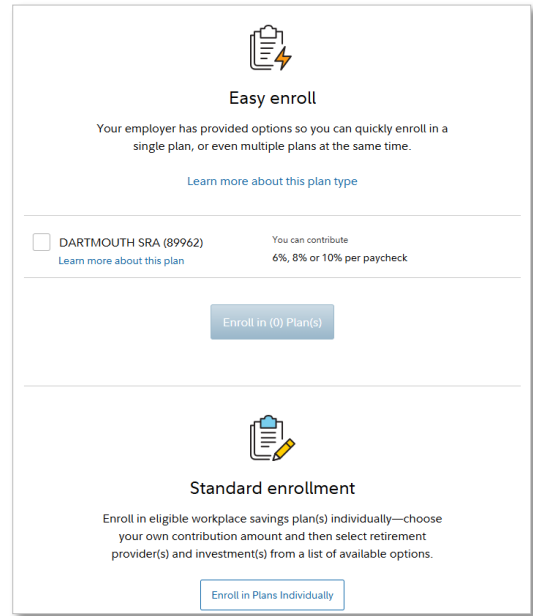 Easy enroll
Your employer has provided options so you can quickly enroll in a
single plan, or even multiple plans at the same time.
Learn more about this plan type
DARTMOUTH SRA (89962)
Learn more about this plan
You can contribute
6%, 8% or 10% per paycheck
Enroll in (0) Plan(s)
Standard enrollment
Enroll in eligible workplace savings plan(s) individually—choose
your own contribution amount and then select retirement
provider(s) and investment(s) from a list of available options.
Enroll in Plans Individually